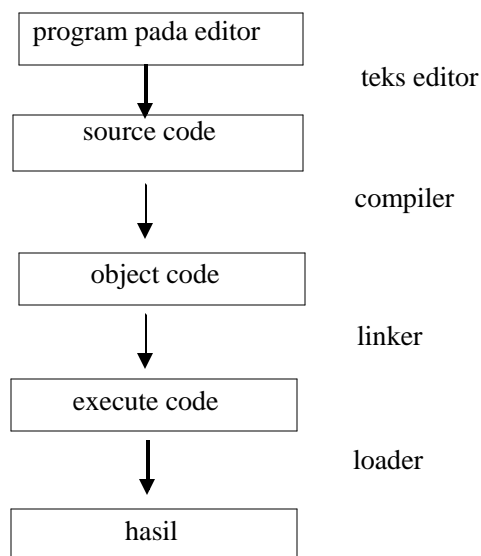 program pada editor
teks editor
source code
compiler
object code
linker
execute code
loader
hasil